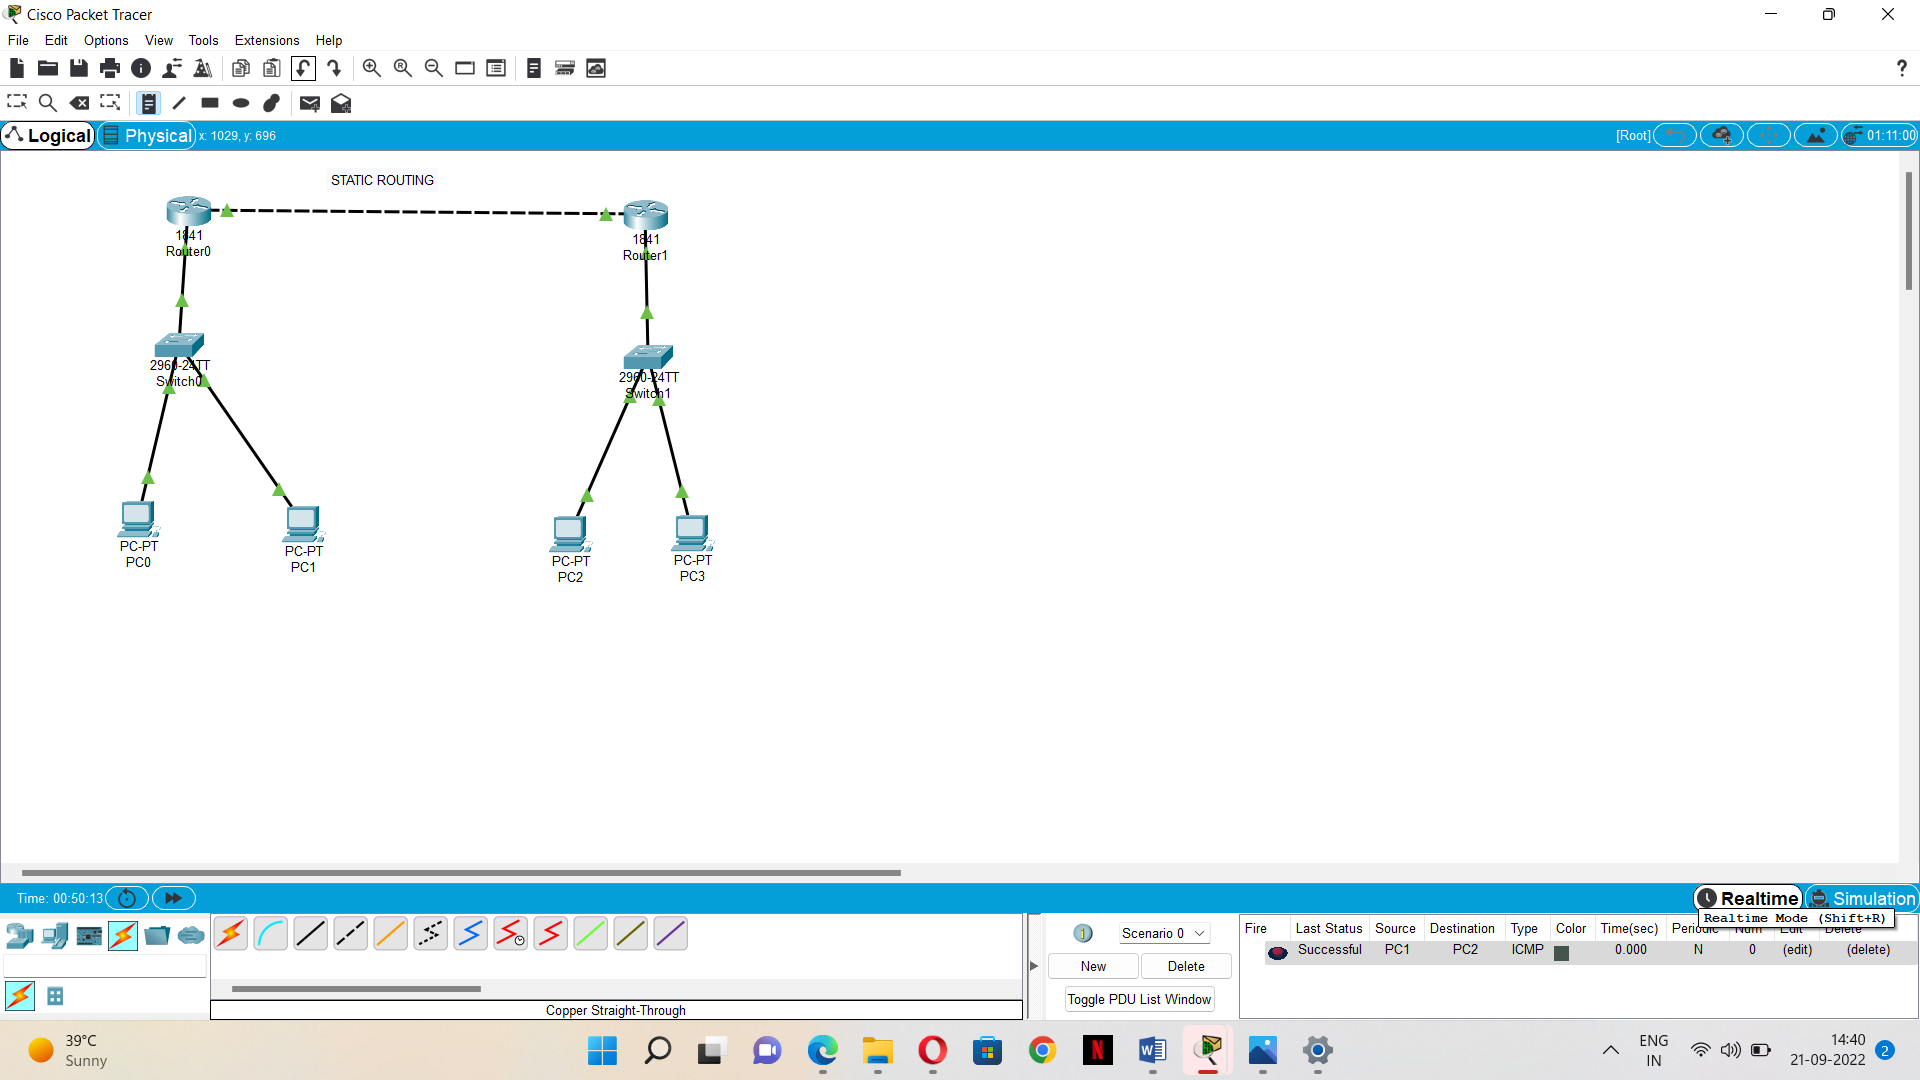 Cisco Packet Tracer
File Edit Options View Tools Extensions Help
?
Logical Physical x: 1029, y: 696 [Root] 01:11:00
STATIC ROUTING
1841
Router0
1841
Router1
2960-24TT
Switch0
2960-24TT
Switch1
PC-PT
PC0
PC-PT
PC1
PC-PT
PC2
PC-PT
PC3
Time: 00:50:13 Realtime Simulation
Realtime Mode (Shift+R)
Scenario 0
New Delete
Toggle PDU List Window
Fire Last Status Source Destination Type Color Time(sec) Periodic Num Edit Delete
Successful PC1 PC2 ICMP 0.000 N 0 (edit) (delete)
Copper Straight-Through
39°C
Sunny
ENG
IN
14:40
21-09-2022
2